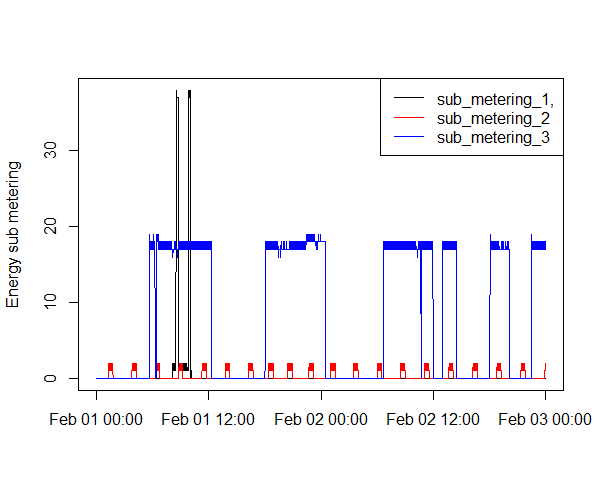 sub_metering_1,
sub_metering_2
sub_metering_3
Energy sub metering
30
20
10
0
Feb 01 00:00 Feb 01 12:00 Feb 02 00:00 Feb 02 12:00 Feb 03 00:00